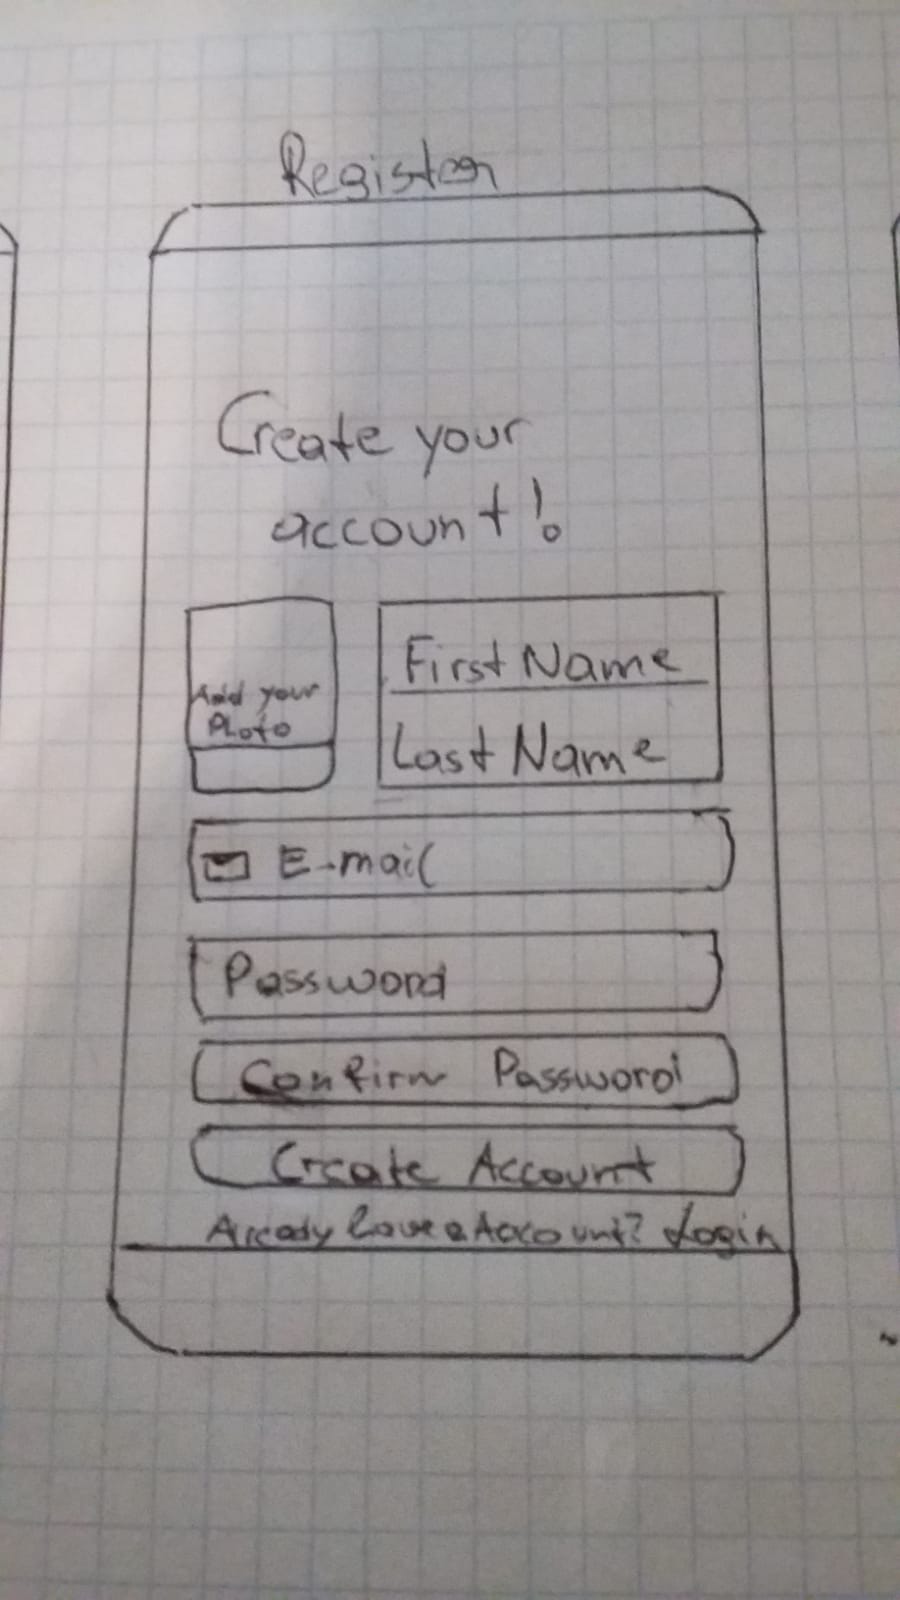 Register
Create your
account!
Add your
Photo
First Name
Last Name
E-mail
Password
Confirm Password
Create Account
Already have a Account? Login